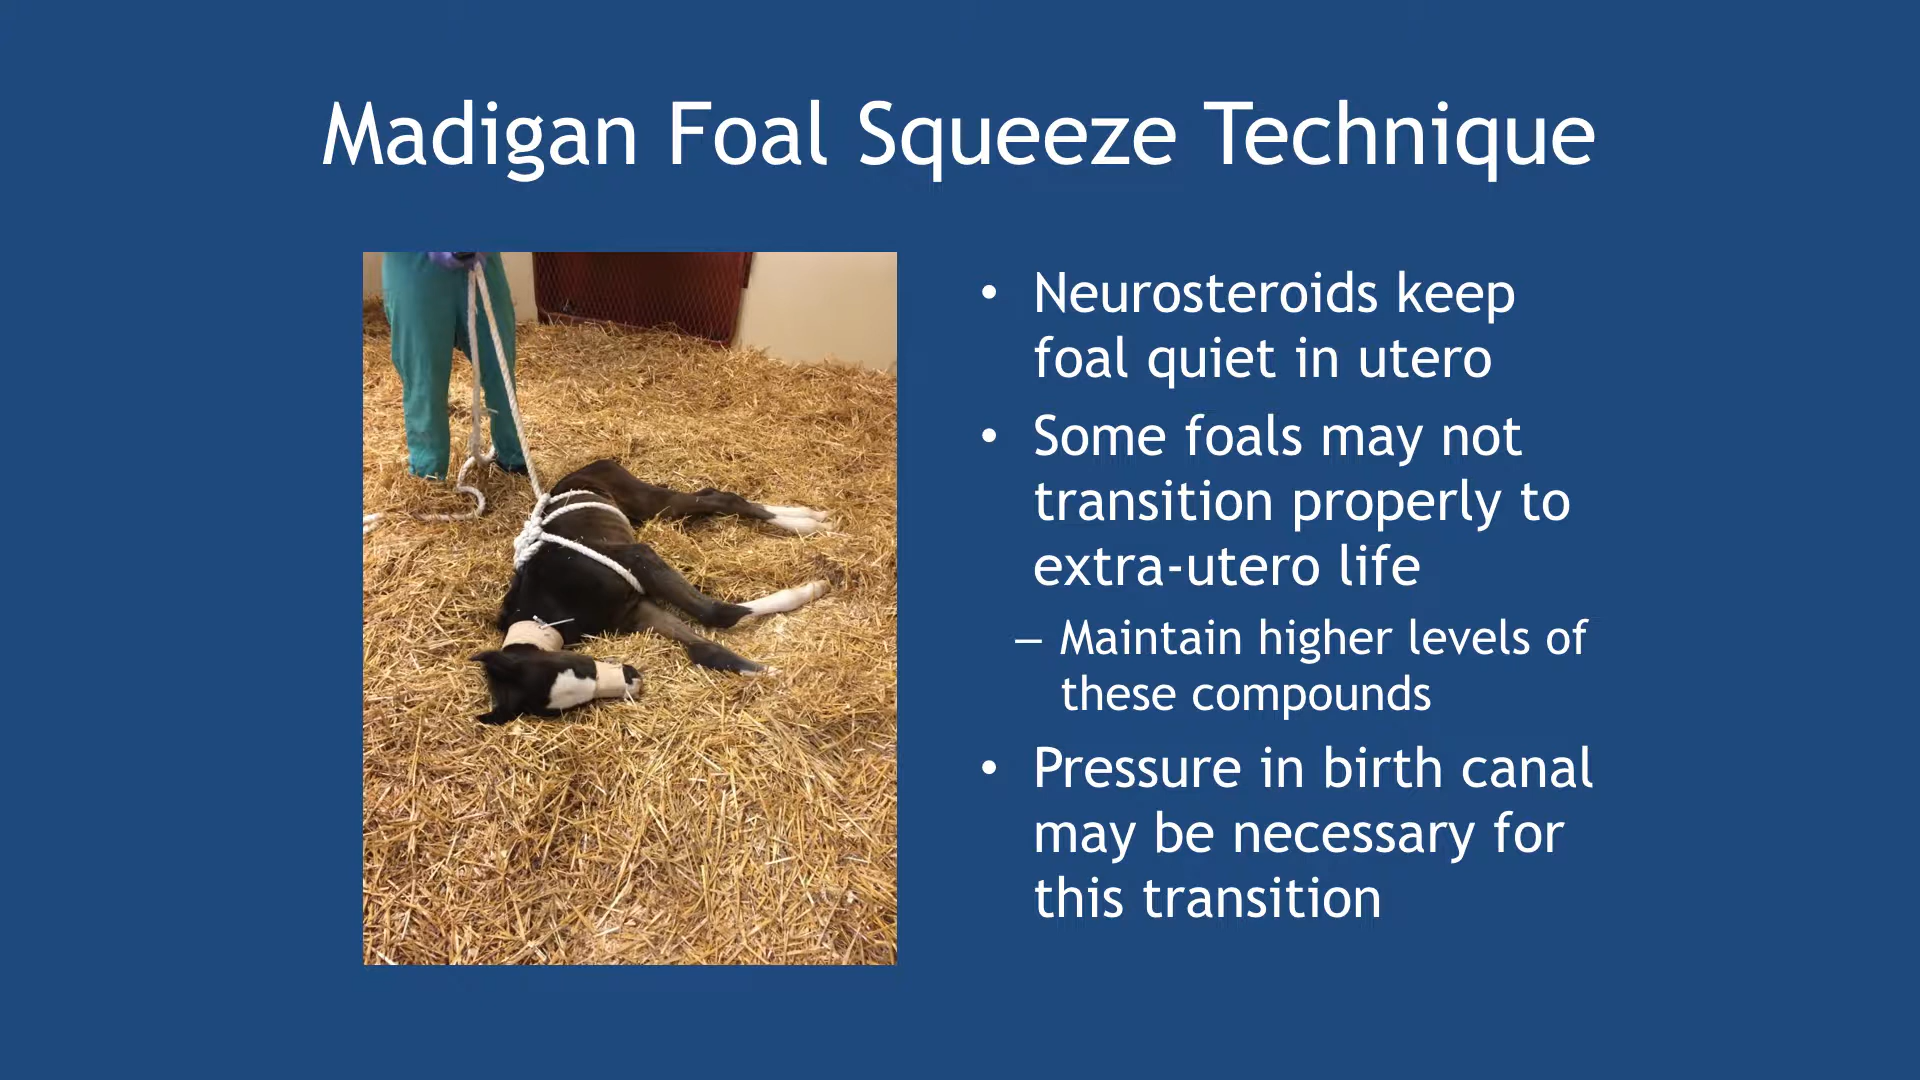 Madigan Foal Squeeze Technique
• Neurosteroids keep
foal quiet in utero
• Some foals may not
transition properly to
extra-utero life
– Maintain higher levels of
these compounds
• Pressure in birth canal
may be necessary for
this transition